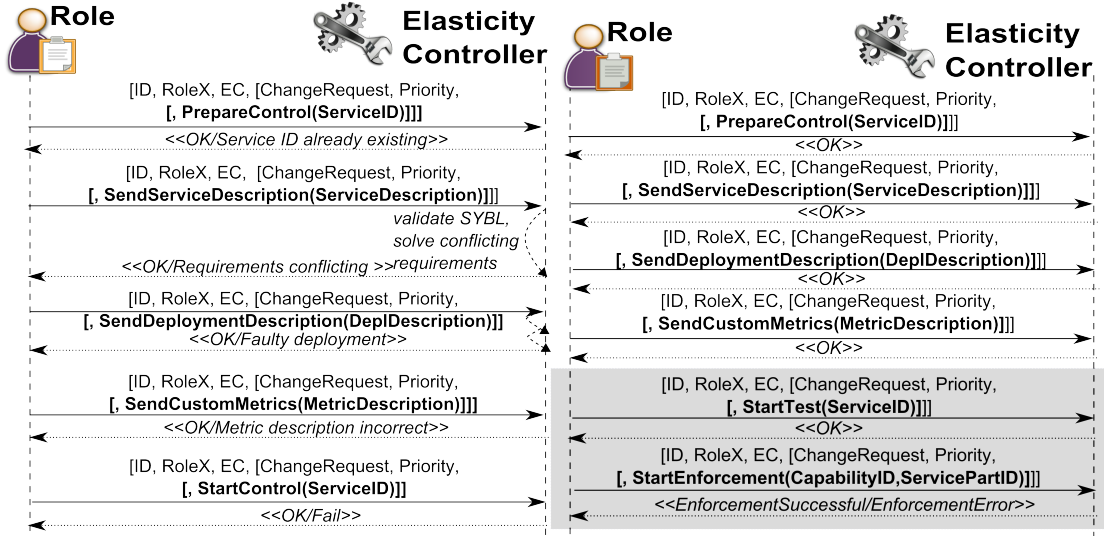 Role
Elasticity
Controller
[ID, RoleX, EC, [ChangeRequest, Priority,
[, PrepareControl(ServiceID)]]]
<<OK/Service ID already existing>>
[ID, RoleX, EC, [ChangeRequest, Priority,
[, SendServiceDescription(ServiceDescription)]]]
validate SYBL,
solve conflicting
requirements
<<OK/Requirements conflicting >>
[ID, RoleX, EC, [ChangeRequest, Priority,
[, SendDeploymentDescription(DeplDescription)]]
<<OK/Faulty deployment>>
[ID, RoleX, EC, [ChangeRequest, Priority,
[, SendCustomMetrics(MetricDescription)]]]
<<OK/Metric description incorrect>>
[ID, RoleX, EC, [ChangeRequest, Priority,
[, StartControl(ServiceID)]]
<<OK/Fail>>
Role
Elasticity
Controller
[ID, RoleX, EC, [ChangeRequest, Priority,
[, PrepareControl(ServiceID)]]]
<<OK>>
[ID, RoleX, EC, [ChangeRequest, Priority,
[, SendServiceDescription(ServiceDescription)]]]
<<OK>>
[ID, RoleX, EC, [ChangeRequest, Priority,
[, SendDeploymentDescription(DeplDescription)]]]
<<OK>>
[ID, RoleX, EC, [ChangeRequest, Priority,
[, SendCustomMetrics(MetricDescription)]]]
<<OK>>
[ID, RoleX, EC, [ChangeRequest, Priority,
[, StartTest(ServiceID)]]]
<<OK>>
[ID, RoleX, EC, [ChangeRequest, Priority,
[, StartEnforcement(CapabilityID,ServicePartID)]]]
<<EnforcementSuccessful/EnforcementError>>